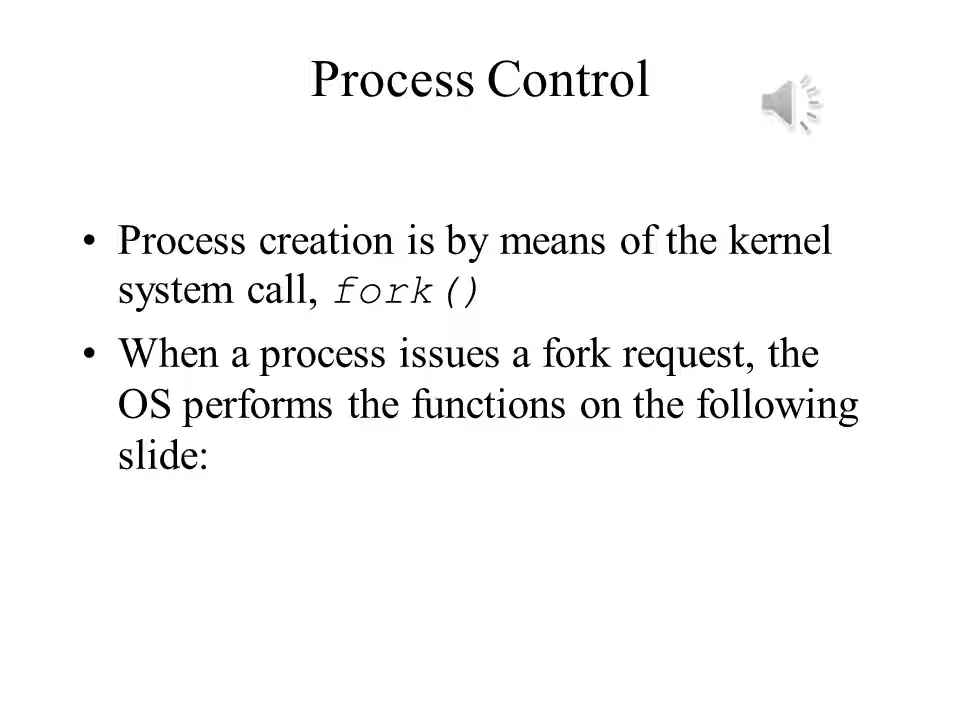 Process Control
• Process creation is by means of the kernel
system call, fork()
• When a process issues a fork request, the
OS performs the functions on the following
slide: